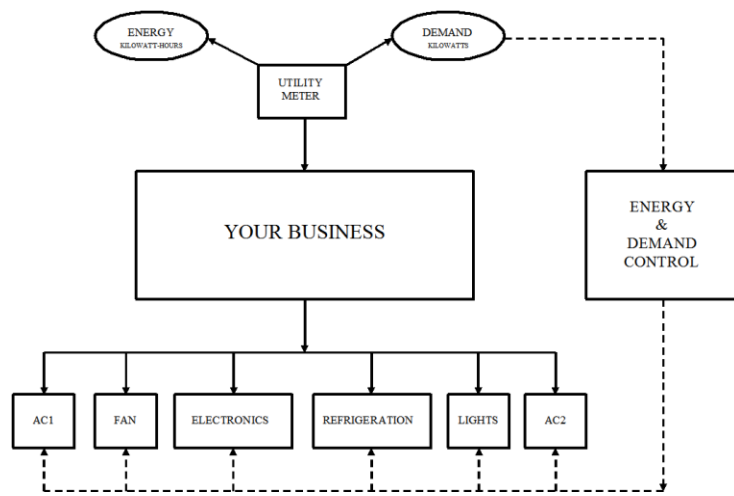 ENERGY
KILOWATT-HOURS
DEMAND
KILOWATTS
UTILITY
METER
YOUR BUSINESS
ENERGY
&
DEMAND
CONTROL
AC1
FAN
ELECTRONICS
REFRIGERATION
LIGHTS
AC2